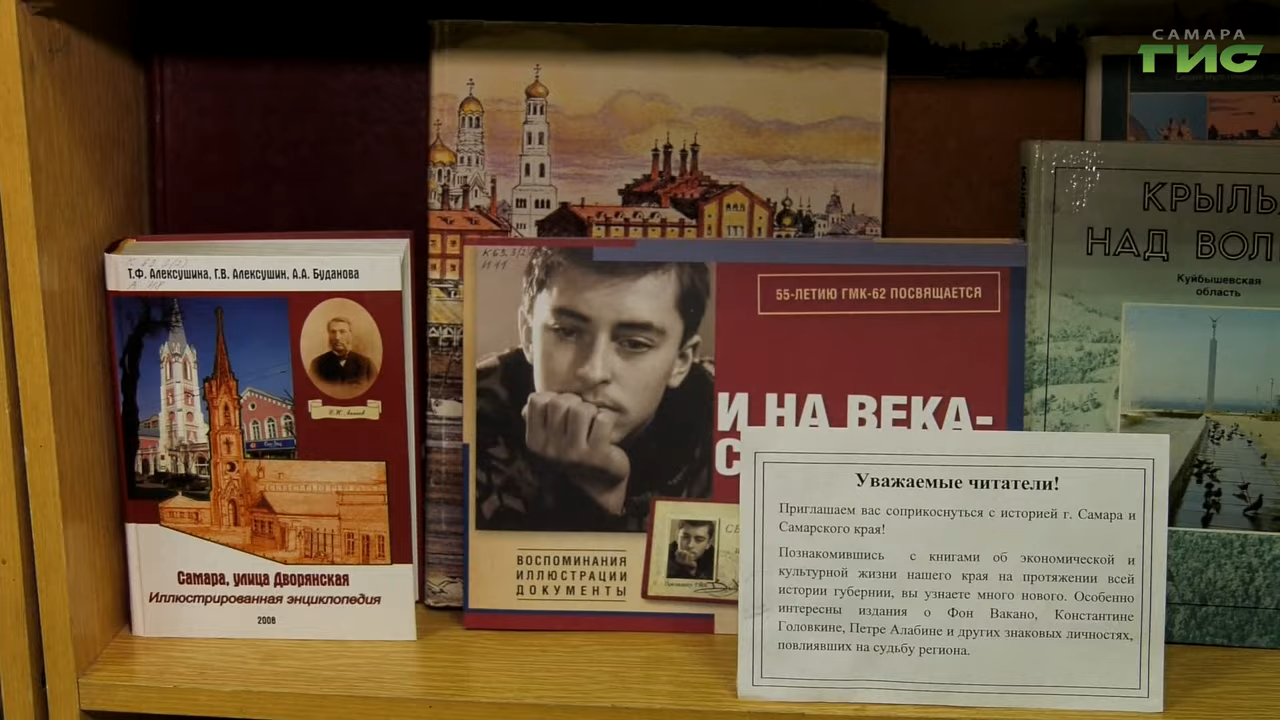 САМАРА
ГИС
Т.Ф. Алексушина, Г.В. Алексушин, А.А. Буданова
Самара, улица Дворянская
Иллюстрированная энциклопедия
2008
55-ЛЕТИЮ ГМК-62 ПОСВЯЩАЕТСЯ
И НА ВЕКА-
ВОСПОМИНАНИЯ
ИЛЛЮСТРАЦИИ
ДОКУМЕНТЫ
КРЫЛЬ
НАД ВОЛ
Куйбышевская
область
Уважаемые читатели!
Приглашаем вас соприкоснуться с историей г. Самара и
Самарского края!
Познакомившись с книгами об экономической и
культурной жизни нашего края на протяжении всей
истории губернии, вы узнаете много нового. Особенно
интересны издания о Фон Вакано, Константине
Головкине, Петре Алабине и других знаковых личностях,
повлиявших на судьбу региона.